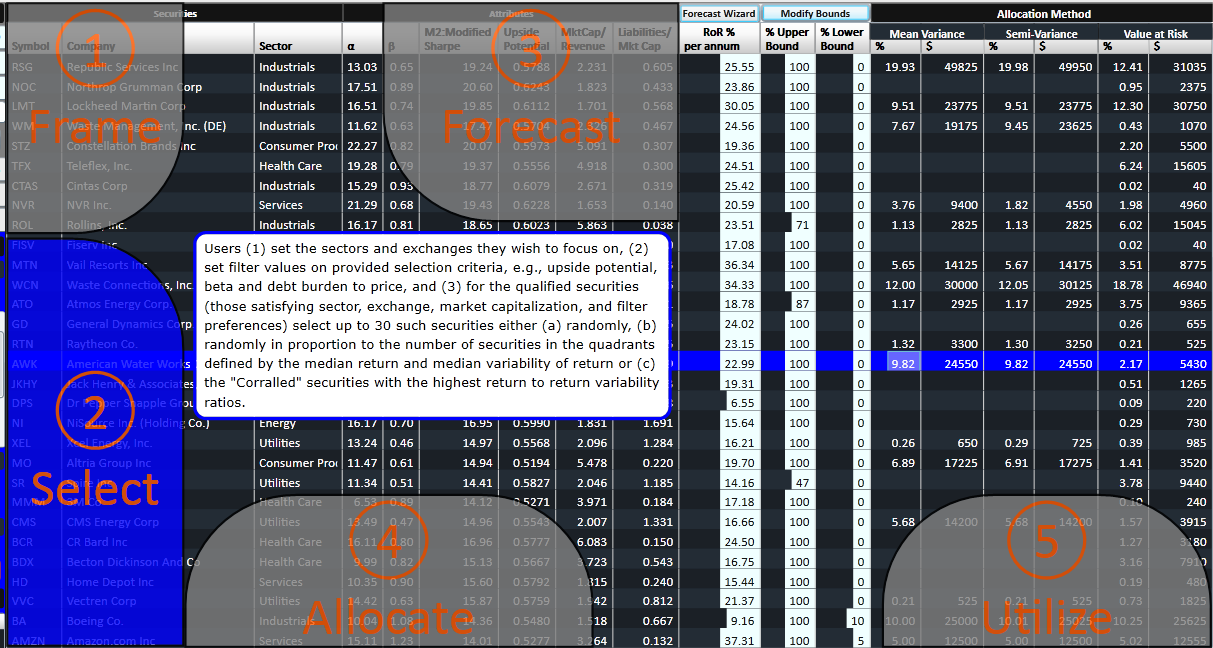 Securities Attributes Forecast Wizard Modify Bounds Allocation Method
Symbol Company Sector α β M2:Modified Sharpe Upside Potential MktCap/ Revenue Liabilities/ Mkt Cap RoR % per annum % Upper Bound % Lower Bound Mean Variance Semi-Variance Value at Risk
% $ % $ % $
RSG Republic Services Inc Industrials 13.03 0.65 19.24 0.5788 2.231 0.605 25.55 100 0 19.93 49825 19.98 49950 12.41 31035
NOC Northrop Grumman Corp Industrials 17.51 0.89 20.60 0.6243 1.823 0.433 23.86 100 0 0.95 2375
LMT Lockheed Martin Corp Industrials 16.51 0.74 19.85 0.6112 1.701 0.568 30.05 100 0 9.51 23775 9.51 23775 12.30 30750
WM Waste Management, Inc. (DE) Industrials 11.62 0.63 17.47 0.5704 2.326 0.467 24.56 100 0 7.67 19175 9.45 23625 0.43 1070
STZ Constellation Brands Inc Consumer Pro 22.27 0.82 20.07 0.5973 5.091 0.307 19.36 100 0 2.20 5500
TFX Teleflex, Inc. Health Care 19.28 0.79 19.37 0.5556 4.918 0.300 24.51 100 0 6.24 15605
CTAS Cintas Corp Industrials 15.29 0.93 18.77 0.6079 2.671 0.319 25.42 100 0 0.02 40
NVR NVR Inc. Services 21.29 0.68 19.43 0.6228 1.653 0.140 20.59 100 0 3.76 9400 1.82 4550 1.98 4960
ROL Rollins, Inc. Industrials 16.17 0.81 18.65 0.6023 5.863 0.038 23.51 71 0 1.13 2825 1.13 2825 6.02 15045
FISV Fiserv Inc 17.08 100 0 0.02 40
MTN Vail Resorts Inc 36.34 100 0 5.65 14125 5.67 14175 3.51 8775
WCN Waste Connections, Inc. 34.33 100 0 12.00 30000 12.05 30125 18.78 46940
ATO Atmos Energy Corp. 18.78 87 0 1.17 2925 1.17 2925 3.75 9365
GD General Dynamics Corp 24.02 100 0 0.26 655
RTN Raytheon Co. 23.15 100 0 1.32 3300 1.30 3250 0.21 525
AWK American Water Works 22.99 100 0 9.82 24550 9.82 24550 2.17 5430
JKHY Jack Henry & Associates 19.31 100 0 0.51 1265
DPS Dr Pepper Snapple Grou 6.55 100 0 0.09 220
NI NiSource Inc. (Holding Co.) Energy 16.17 0.70 16.95 0.5990 1.831 1.691 15.64 100 0 0.29 730
XEL Xcel Energy, Inc. Utilities 13.24 0.46 14.97 0.5568 2.096 1.284 16.21 100 0 0.26 650 0.29 725 0.39 985
MO Altria Group Inc Consumer Pro 11.47 0.61 14.94 0.5194 5.478 0.220 19.70 100 0 6.89 17225 6.91 17275 1.41 3520
SR Spire Inc. Utilities 11.34 0.51 14.41 0.5827 2.046 1.185 14.16 47 0 3.78 9440
MMM 3M Co. Health Care 6.53 0.89 14.12 0.5271 3.971 0.184 17.18 100 0 0.10 240
CMS CMS Energy Corp Utilities 13.49 0.47 14.96 0.5543 2.007 1.331 16.66 100 0 5.68 14200 5.68 14200 1.57 3915
BCR CR Bard Inc Health Care 16.11 0.80 16.96 0.5777 6.083 0.150 24.50 100 0 1.27 3180
BDX Becton Dickinson And Co Health Care 9.99 0.82 15.13 0.5667 3.723 0.543 16.75 100 0 3.16 7910
HD Home Depot Inc Services 10.35 0.90 15.60 0.5792 1.815 0.240 15.44 100 0 0.19 480
VVC Vectren Corp Utilities 14.42 0.63 15.87 0.5759 1.942 0.812 21.37 100 0 0.21 525 0.21 525 0.73 1825
BA Boeing Co. Industrials 10.04 1.08 14.36 0.5480 1.518 0.667 9.16 100 10 10.00 25000 10.01 25025 10.25 25625
AMZN Amazon.com Inc Services 1.23 14.01 0.5277 3.264 0.132 37.31 100 5 5.00 12500 5.00 12500 5.02 12555
1
Frame
2
Select
3
Forecast
4
Allocate
5
Utilize
Users (1) set the sectors and exchanges they wish to focus on, (2)
set filter values on provided selection criteria, e.g., upside potential,
beta and debt burden to price, and (3) for the qualified securities
(those satisfying sector, exchange, market capitalization, and filter
preferences) select up to 30 such securities either (a) randomly, (b)
randomly in proportion to the number of securities in the quadrants
defined by the median return and median variability of return or (c)
the "Corralled" securities with the highest return to return variability
ratios.